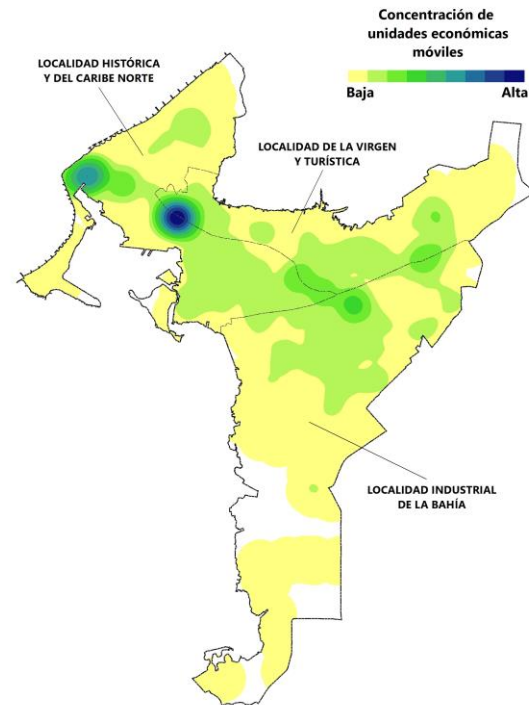 Concentración de
unidades económicas
móviles
Baja
Alta
LOCALIDAD HISTÓRICA
Y DEL CARIBE NORTE
LOCALIDAD DE LA VIRGEN
Y TURÍSTICA
LOCALIDAD INDUSTRIAL
DE LA BAHÍA